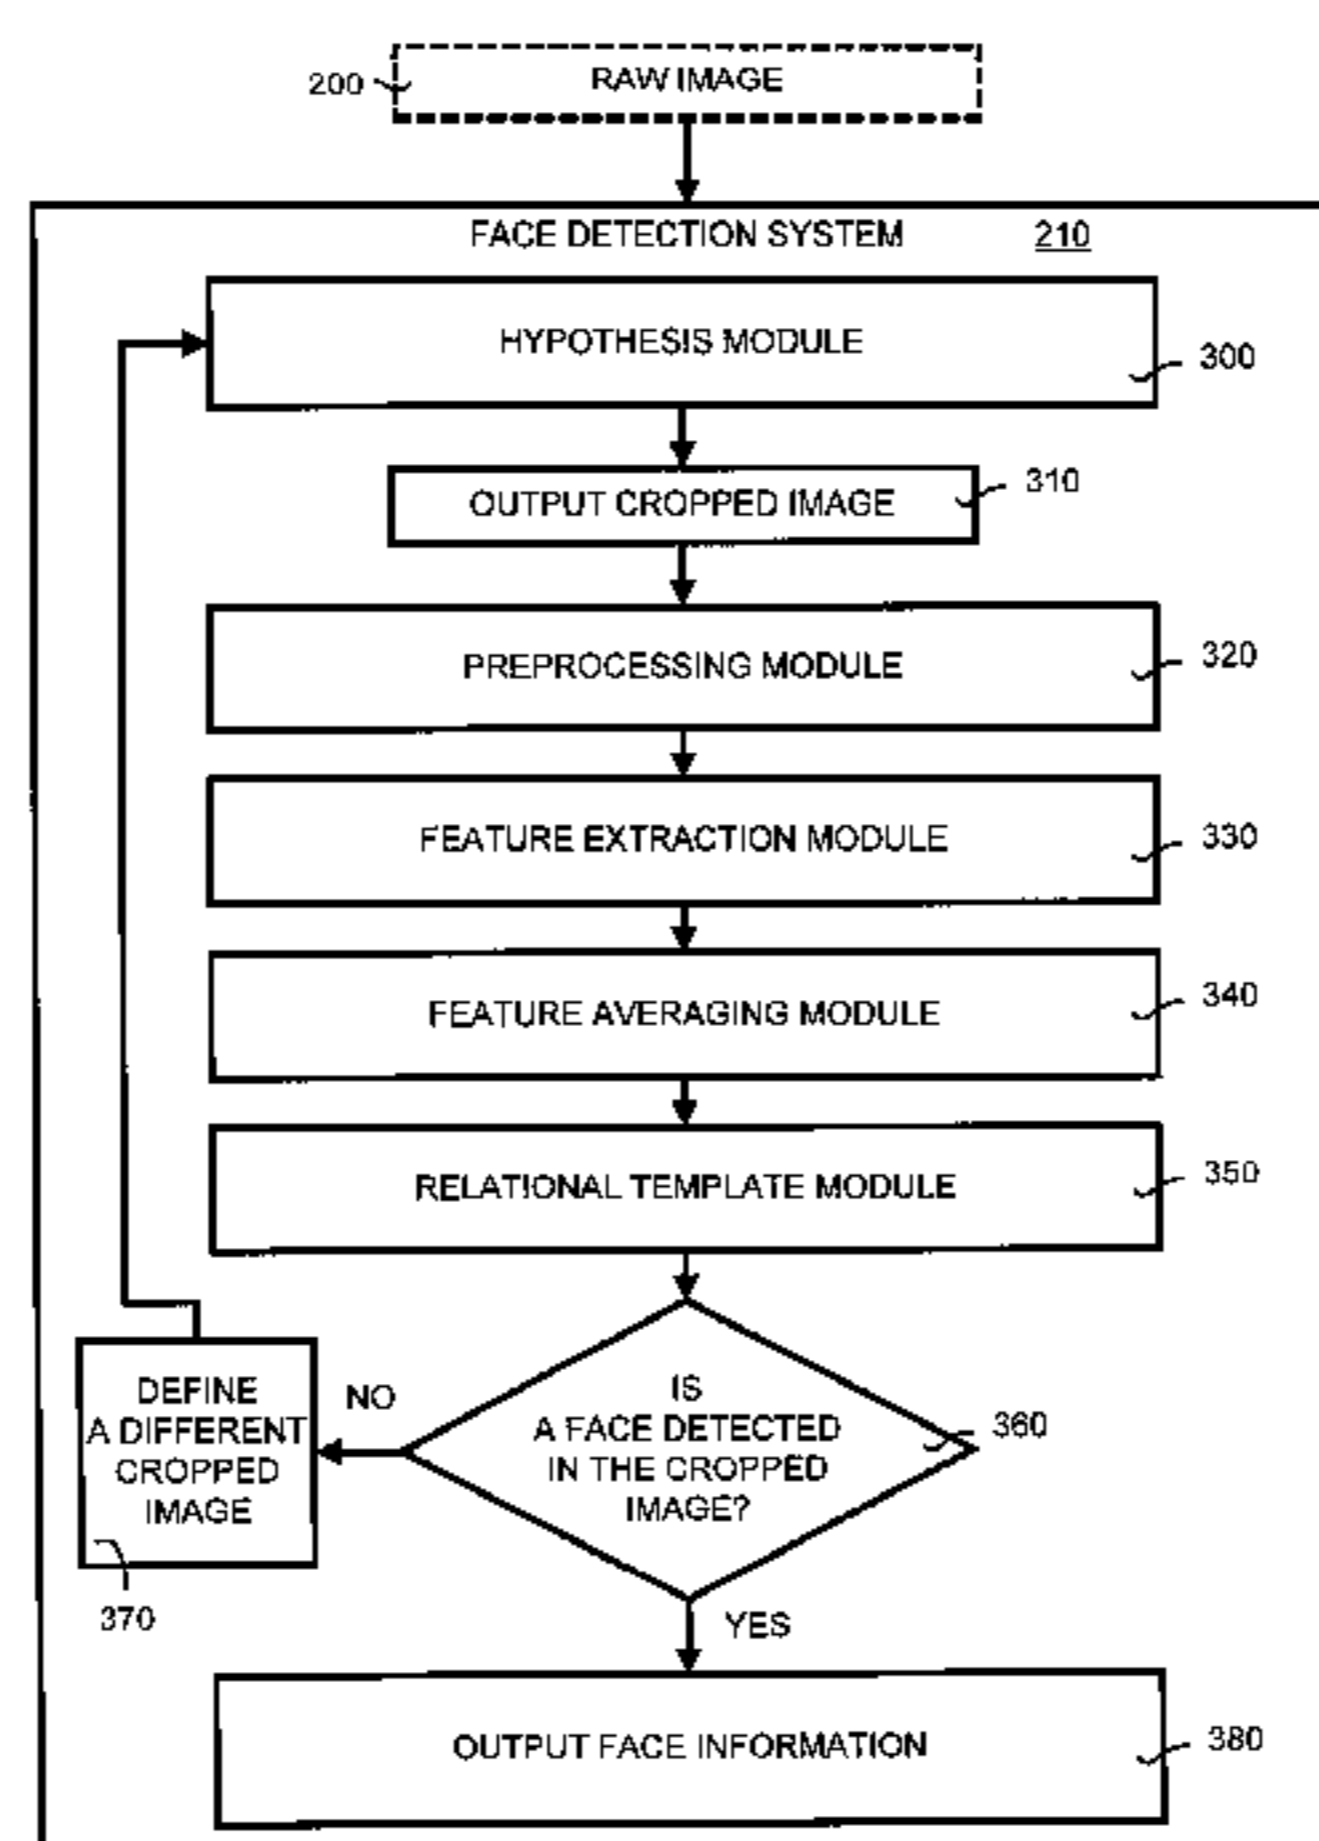 200
RAW IMAGE
FACE DETECTION SYSTEM 210
HYPOTHESIS MODULE
300
OUTPUT CROPPED IMAGE
310
PREPROCESSING MODULE
320
FEATURE EXTRACTION MODULE
330
FEATURE AVERAGING MODULE
340
RELATIONAL TEMPLATE MODULE
350
IS
A FACE DETECTED
IN THE CROPPED
IMAGE?
360
NO
DEFINE
A DIFFERENT
CROPPED
IMAGE
370
YES
OUTPUT FACE INFORMATION
380